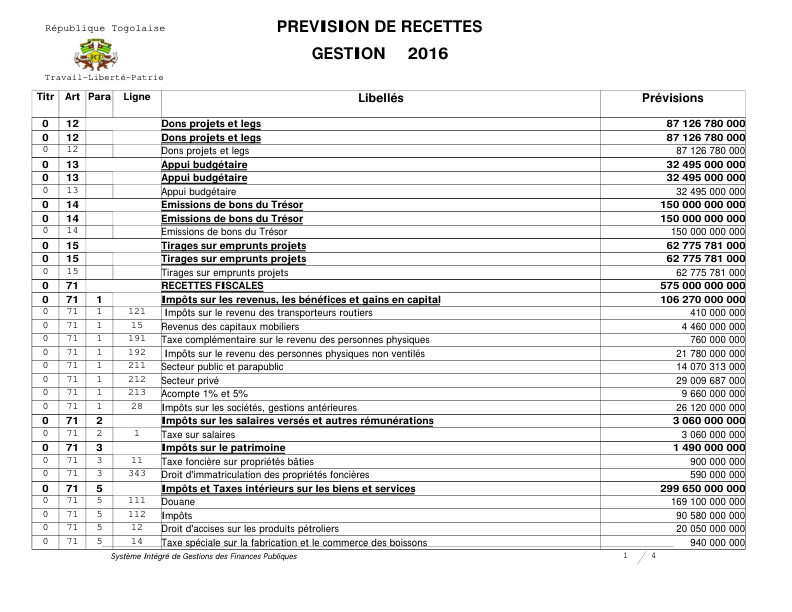 République Togolaise
PREVISION DE RECETTES
GESTION 2016
Travail-Liberté-Patrie
Titr Art Para Ligne Libellés Prévisions
0 12 Dons projets et legs 87 126 780 000
0 12 Dons projets et legs 87 126 780 000
0 12 Dons projets et legs 87 126 780 000
0 13 Appui budgétaire 32 495 000 000
0 13 Appui budgétaire 32 495 000 000
0 13 Appui budgétaire 32 495 000 000
0 14 Emissions de bons du Trésor 150 000 000 000
0 14 Emissions de bons du Trésor 150 000 000 000
0 14 Emissions de bons du Trésor 150 000 000 000
0 15 Tirages sur emprunts projets 62 775 781 000
0 15 Tirages sur emprunts projets 62 775 781 000
0 15 Tirages sur emprunts projets 62 775 781 000
0 71 RECETTES FISCALES 575 000 000 000
0 71 1 Impôts sur les revenus, les bénéfices et gains en capital 106 270 000 000
0 71 1 121 Impôts sur le revenu des transporteurs routiers 410 000 000
0 71 1 15 Revenus des capitaux mobiliers 4 460 000 000
0 71 1 191 Taxe complémentaire sur le revenu des personnes physiques 760 000 000
0 71 1 192 Impôts sur le revenu des personnes physiques non ventilés 21 780 000 000
0 71 1 211 Secteur public et parapublic 14 070 313 000
0 71 1 212 Secteur privé 29 009 687 000
0 71 1 213 Acompte 1% et 5% 9 660 000 000
0 71 1 28 Impôts sur les sociétés, gestions antérieures 26 120 000 000
0 71 2 Impôts sur les salaires versés et autres rémunérations 3 060 000 000
0 71 2 1 Taxe sur salaires 3 060 000 000
0 71 3 Impôts sur le patrimoine 1 490 000 000
0 71 3 11 Taxe foncière sur propriétés bâties 900 000 000
0 71 3 343 Droit d'immatriculation des propriétés foncières 590 000 000
0 71 5 Impôts et Taxes intérieurs sur les biens et services 299 650 000 000
0 71 5 111 Douane 169 100 000 000
0 71 5 112 Impôts 90 580 000 000
0 71 5 12 Droit d'accises sur les produits pétroliers 20 050 000 000
0 71 5 14 Taxe spéciale sur la fabrication et le commerce des boissons 940 000 000
Système Intégré de Gestions des Finances Publiques 1 / 4